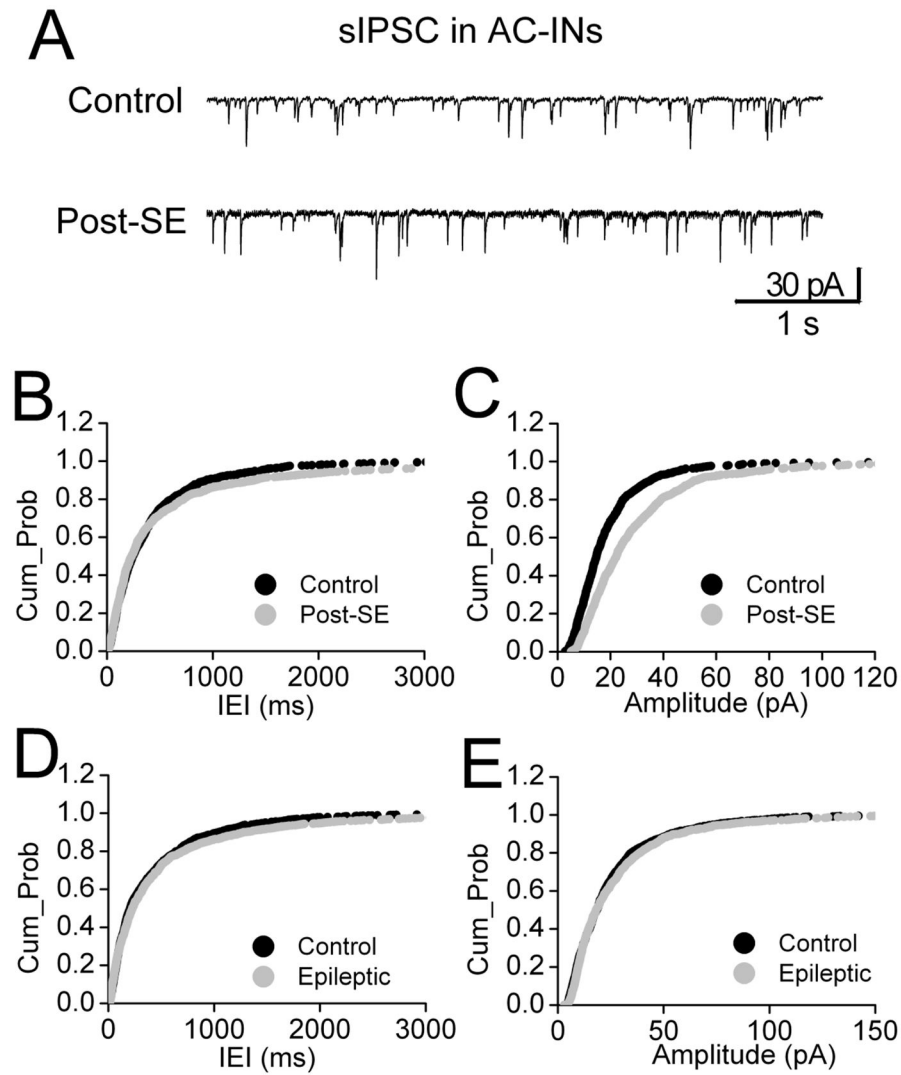 A
sIPSC in AC-INs
Control
Post-SE
30 pA
1 s
B
1.2
1.0
0.8
0.6
0.4
0.2
0.0
Cum_Prob
Control
Post-SE
0 1000 2000 3000
IEI (ms)
C
1.2
1.0
0.8
0.6
0.4
0.2
0.0
Cum_Prob
Control
Post-SE
0 20 40 60 80 100 120
Amplitude (pA)
D
1.2
1.0
0.8
0.6
0.4
0.2
0.0
Cum_Prob
Control
Epileptic
0 1000 2000 3000
IEI (ms)
E
1.2
1.0
0.8
0.6
0.4
0.2
0.0
Cum_Prob
Control
Epileptic
0 50 100 150
Amplitude (pA)